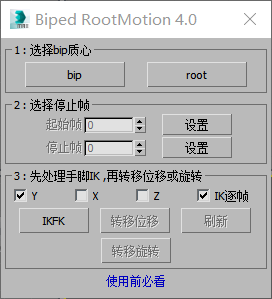 Biped RootMotion 4.0
1:选择bip质心
bip root
2:选择停止帧
起始帧 0 设置
停止帧 0 设置
3:先处理手脚IK,再转移位移或旋转
Y X Z IK逐帧
IKFK 转移位移 刷新
转移旋转
使用前必看